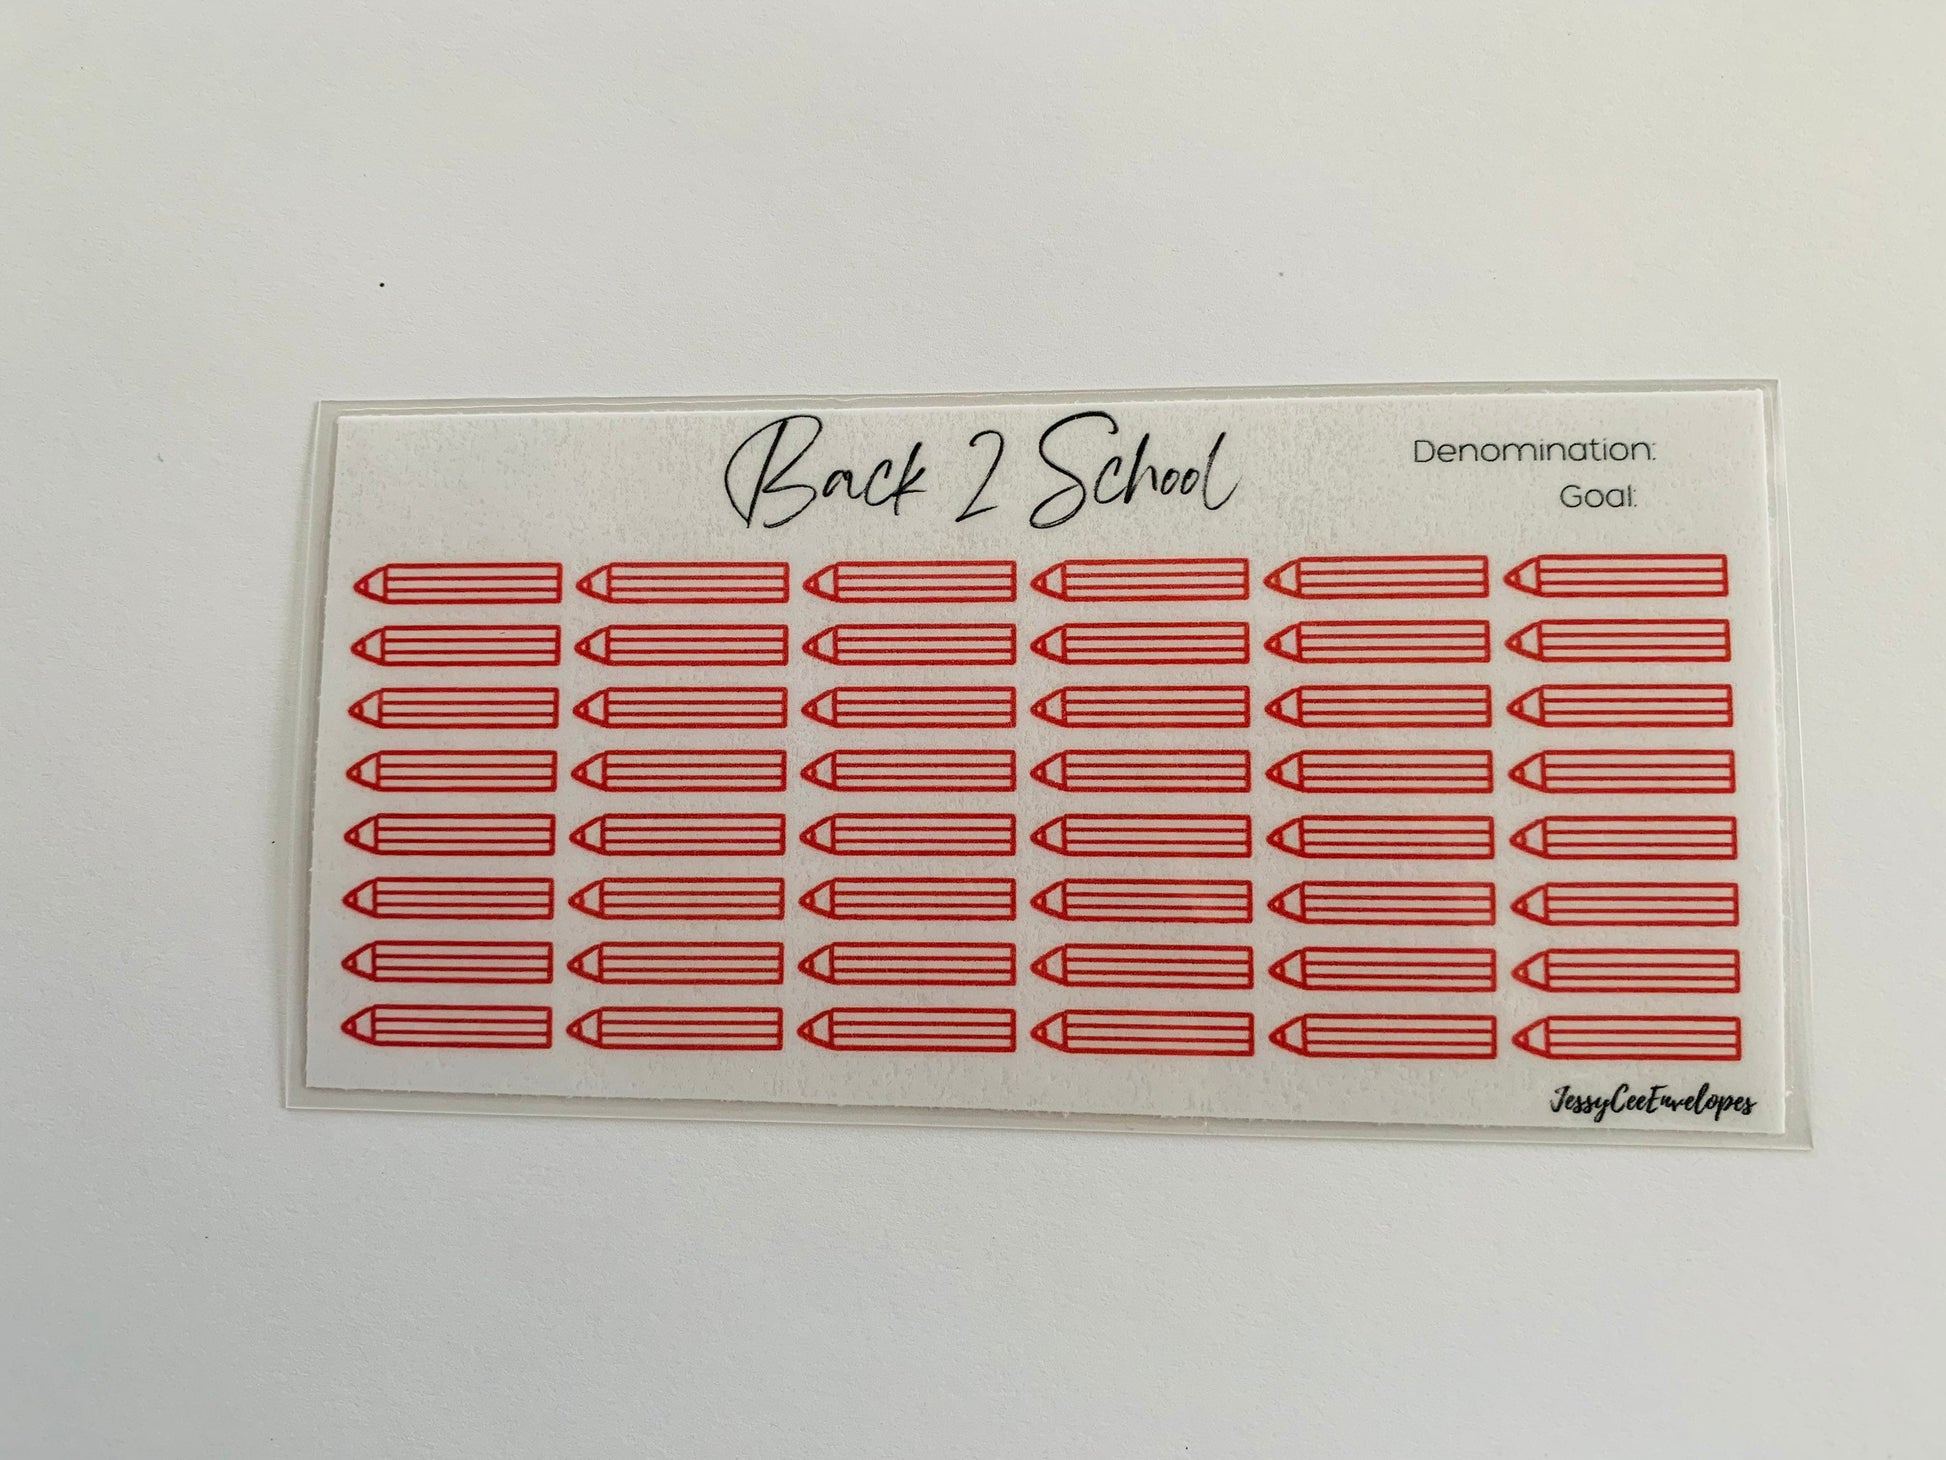 Back 2 School
Denomination:
Goal:
JessyCeeEnvelopes